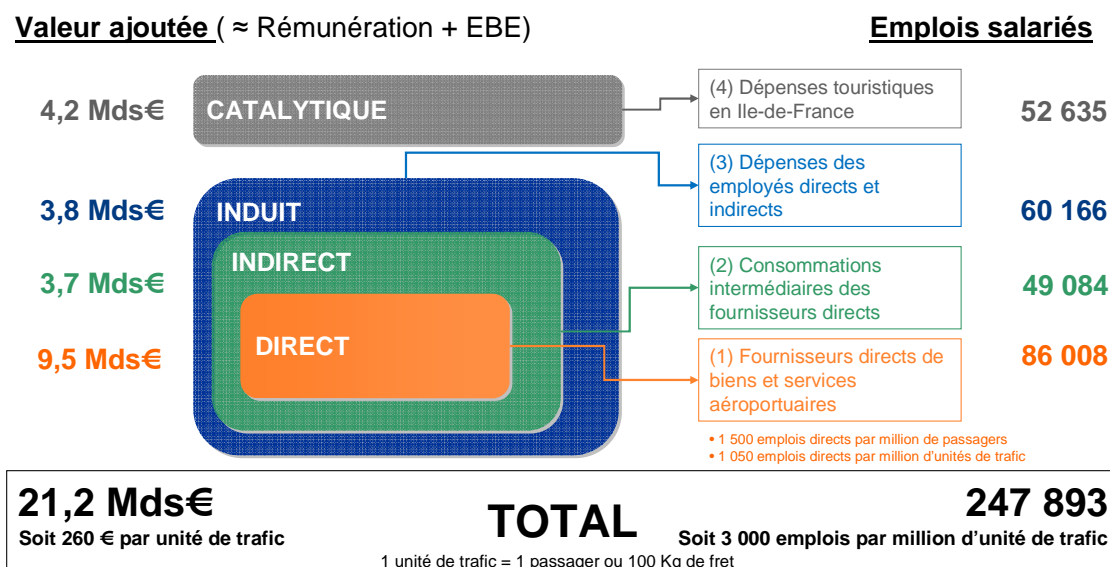 Valeur ajoutée ( ≈ Rémunération + EBE)
Emplois salariés
4,2 Mds€
CATALYTIQUE
(4) Dépenses touristiques
en Ile-de-France
52 635
3,8 Mds€
INDUIT
(3) Dépenses des
employés directs et
indirects
60 166
3,7 Mds€
INDIRECT
(2) Consommations
intermédiaires des
fournisseurs directs
49 084
9,5 Mds€
DIRECT
(1) Fournisseurs directs de
biens et services
aéroportuaires
86 008
• 1 500 emplois directs par million de passagers
• 1 050 emplois directs par million d'unités de trafic
21,2 Mds€
Soit 260 € par unité de trafic
TOTAL
247 893
Soit 3 000 emplois par million d'unité de trafic
1 unité de trafic = 1 passager ou 100 Kg de fret